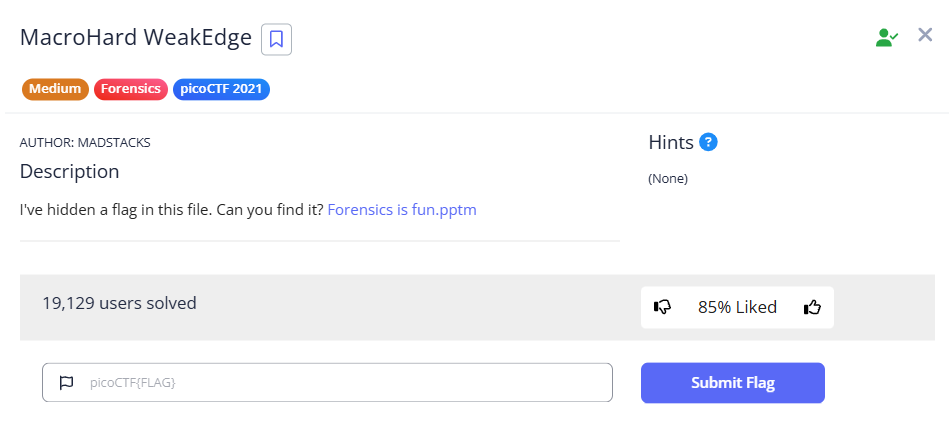 MacroHard WeakEdge
Medium Forensics picoCTF 2021
AUTHOR: MADSTACKS
Description
I've hidden a flag in this file. Can you find it? Forensics is fun.pptm
Hints ?
(None)
19,129 users solved
85% Liked
picoCTF{FLAG}
Submit Flag